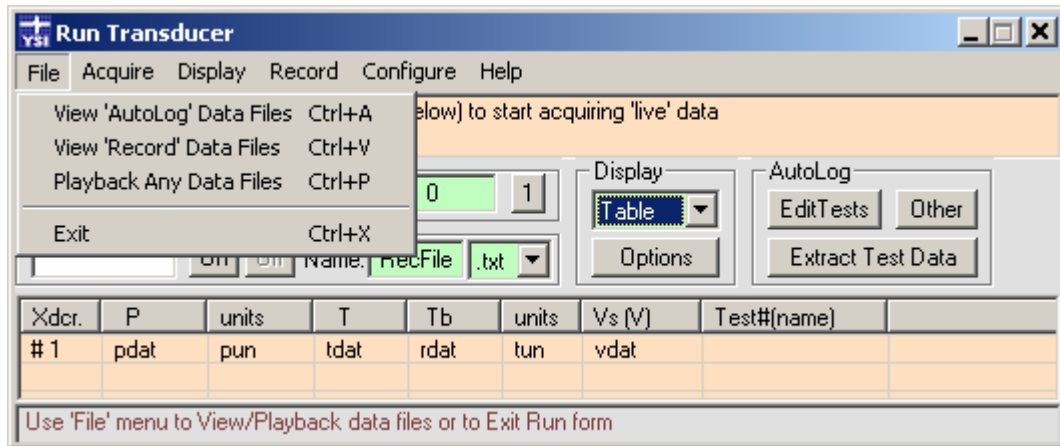 YSI Run Transducer
File Acquire Display Record Configure Help
View 'AutoLog' Data Files Ctrl+A
View 'Record' Data Files Ctrl+V
Playback Any Data Files Ctrl+P
Exit Ctrl+X
elow) to start acquiring 'live' data
0 1
Display
Table
Options
AutoLog
EditTests Other
Extract Test Data
On Off Name: RecFile .txt
Xdcr. P units T Tb units Vs (V) Test#(name)
# 1 pdat pun tdat rdat tun vdat
Use 'File' menu to View/Playback data files or to Exit Run form